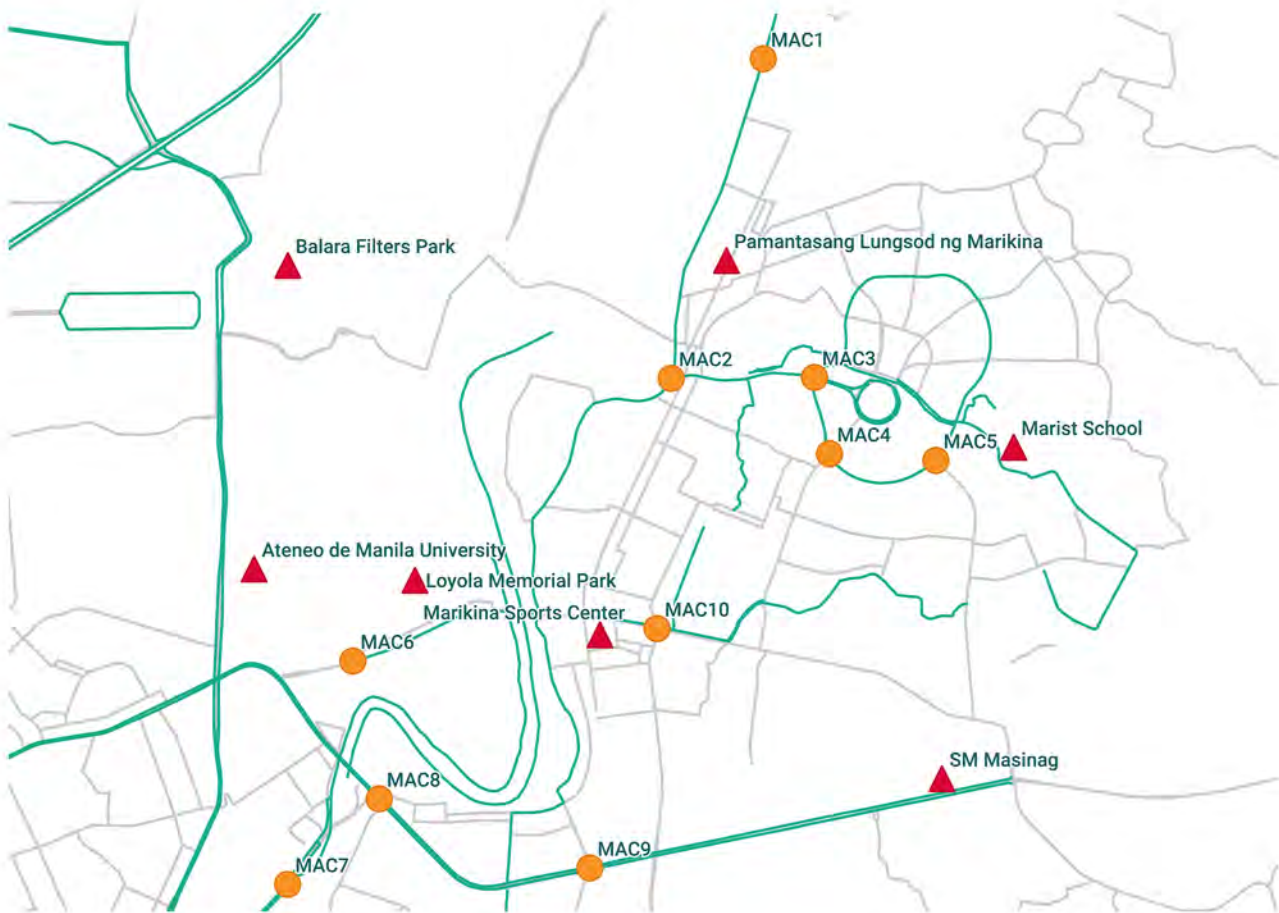 MAC1
Pamantasang Lungsod ng Marikina
Balara Filters Park
MAC2
MAC3
Marist School
MAC4
MAC5
Ateneo de Manila University
Loyola Memorial Park
Marikina Sports Center
MAC10
MAC6
SM Masinag
MAC8
MAC9
MAC7